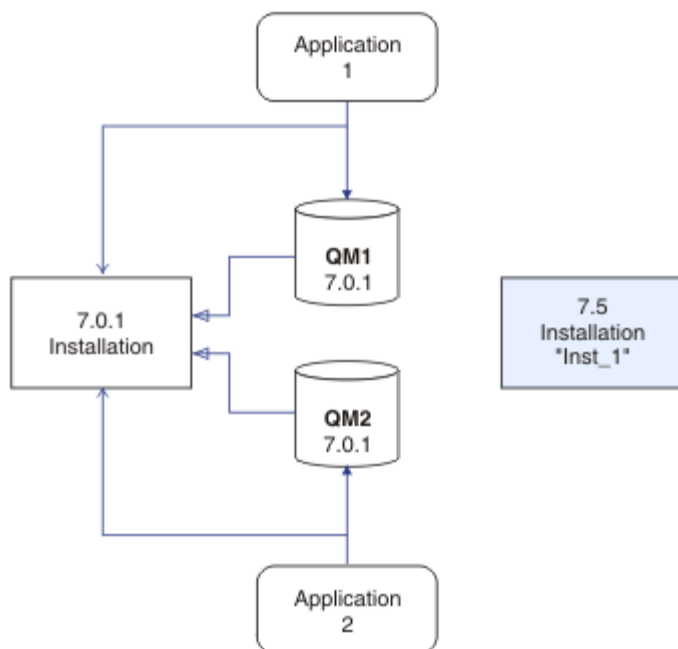 Application
1
QM1
7.0.1
7.0.1
Installation
7.5
Installation
"Inst_1"
QM2
7.0.1
Application
2